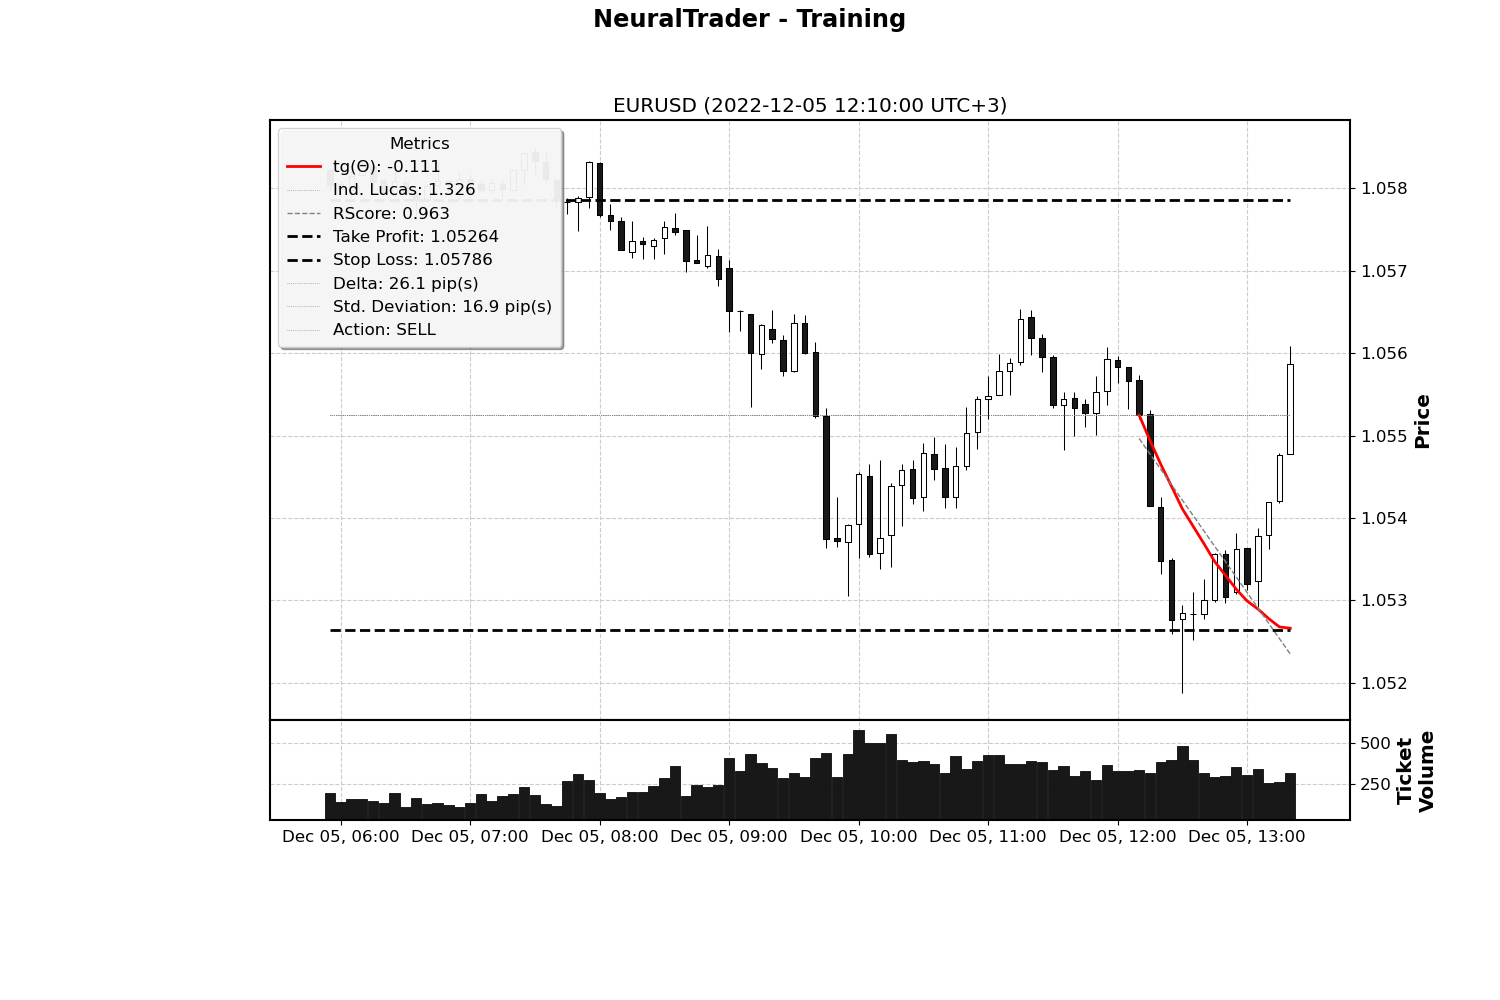 NeuralTrader - Training
EURUSD (2022-12-05 12:10:00 UTC+3)
Metrics
tg(Θ): -0.111
Ind. Lucas: 1.326
RScore: 0.963
Take Profit: 1.05264
Stop Loss: 1.05786
Delta: 26.1 pip(s)
Std. Deviation: 16.9 pip(s)
Action: SELL
1.058
1.057
1.056
1.055
1.054
1.053
1.052
Price
500
250
Ticket
Volume
Dec 05, 06:00 Dec 05, 07:00 Dec 05, 08:00 Dec 05, 09:00 Dec 05, 10:00 Dec 05, 11:00 Dec 05, 12:00 Dec 05, 13:00